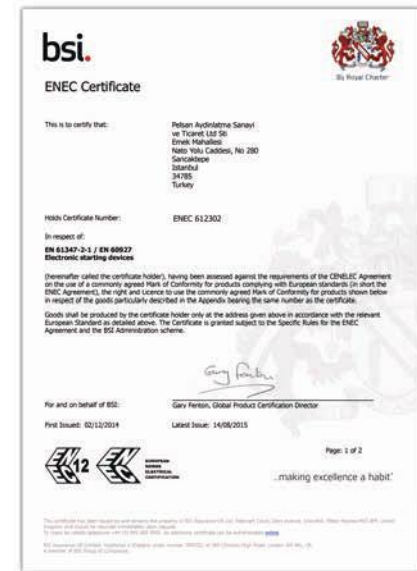 bsi.
By Royal Charter
ENEC Certificate
This is to certify that:
Pelsan Aydinlatma Sanayi
ve Ticaret Ltd Sti
Emek Mahallesi
Nato Yolu Caddesi, No 280
Sancaktepe
Istanbul
34785
Turkey
Holds Certificate Number:
ENEC 612302
In respect of:
EN 61347-2-1 / EN 60927
Electronic starting devices
(hereinafter called the certificate holder), having been assessed against the requirements of the CENELEC Agreement
on the use of a commonly agreed Mark of Conformity for products complying with European standards (in short the
ENEC Agreement), the right and Licence to use the commonly agreed Mark of Conformity for products shown below
in respect of the goods particularly described in the Appendix bearing the same number as the certificate.
Goods shall be produced by the certificate holder only at the address given above in accordance with the relevant
European Standard as detailed above. The Certificate is granted subject to the Specific Rules for the ENEC
Agreement and the BSI Administration scheme.
Gary Fenton
For and on behalf of BSI:
Gary Fenton, Global Product Certification Director
First Issued: 02/12/2014
Latest Issue: 14/08/2015
Page: 1 of 2
12
EUROPEAN
NORMS
ELECTRICAL
CERTIFICATION
...making excellence a habit.™